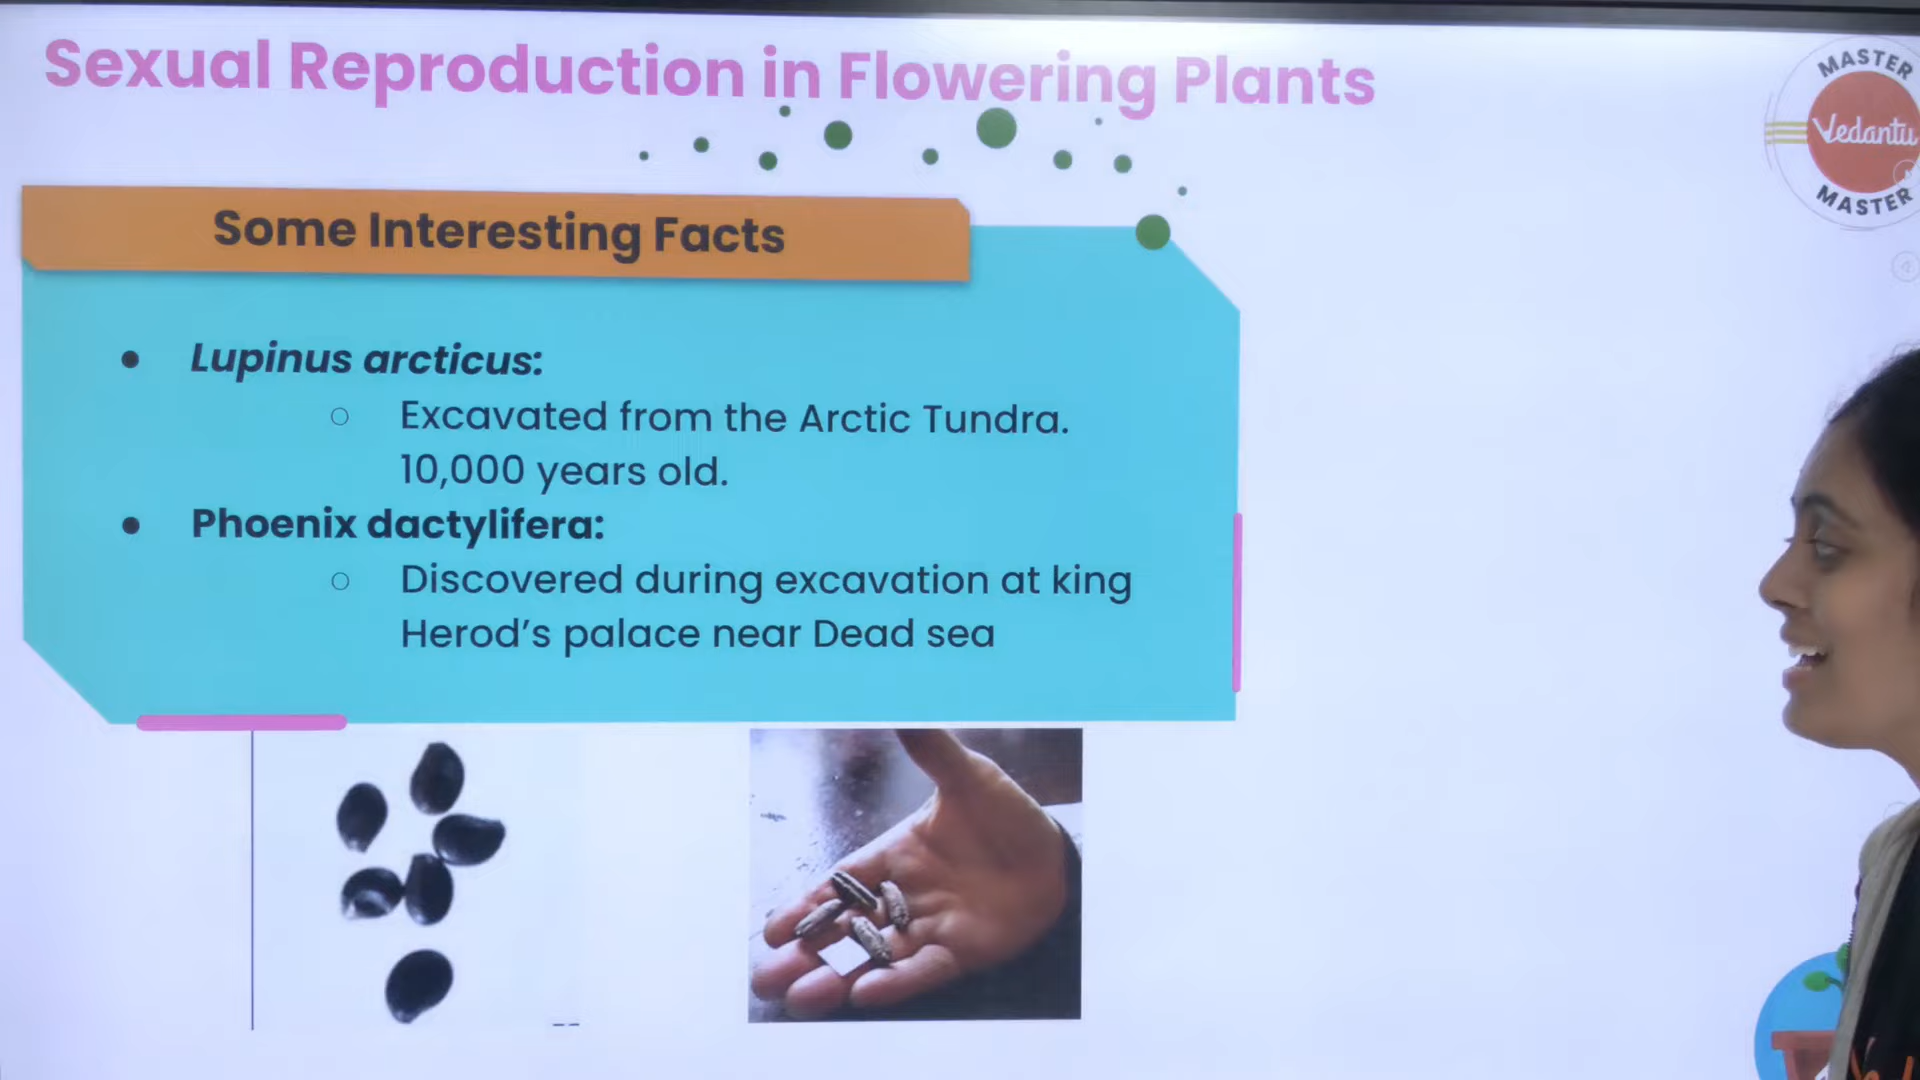 Sexual Reproduction in Flowering Plants
MASTER
Vedantu
MASTER
Some Interesting Facts
Lupinus arcticus:
Excavated from the Arctic Tundra.
10,000 years old.
Phoenix dactylifera:
Discovered during excavation at king
Herod's palace near Dead sea